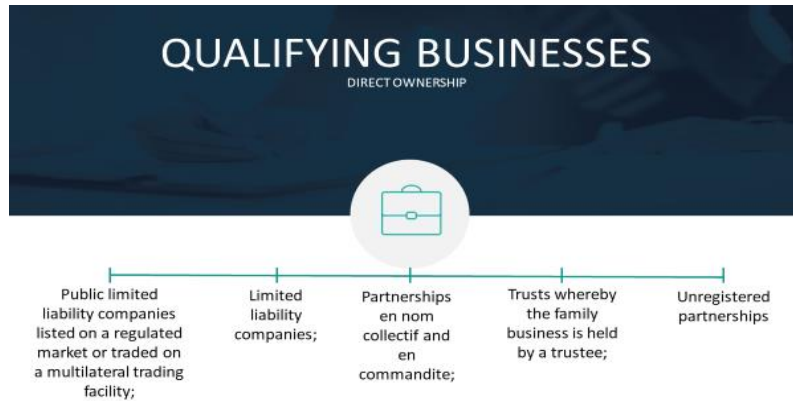 QUALIFYING BUSINESSES
DIRECT OWNERSHIP
Public limited
liability companies
listed on a regulated
market or traded on
a multilateral trading
facility;
Limited
liability
companies;
Partnerships
en nom
collectif and
en
commandite;
Trusts whereby
the family
business is held
by a trustee;
Unregistered
partnerships